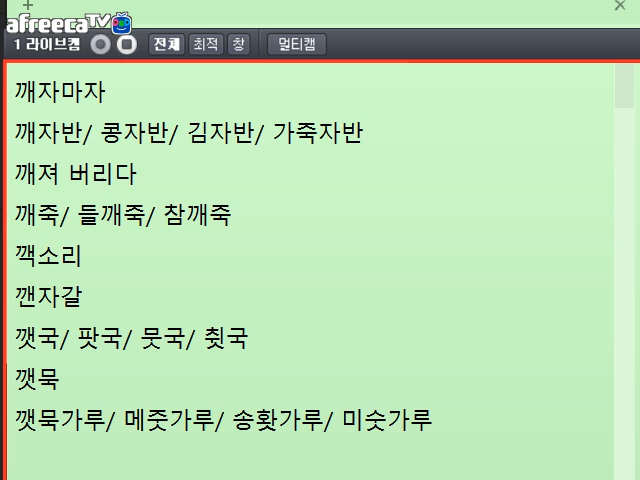 afreecaTV
1 라이브캠 전체 최적 창 멀티캠
깨자마자
깨자반/ 콩자반/ 김자반/ 가죽자반
깨져 버리다
깨죽/ 들깨죽/ 참깨죽
깩소리
깬자갈
깻국/ 팟국/ 뭇국/ 췻국
깻묵
깻묵가루/ 메줏가루/ 송홧가루/ 미숫가루